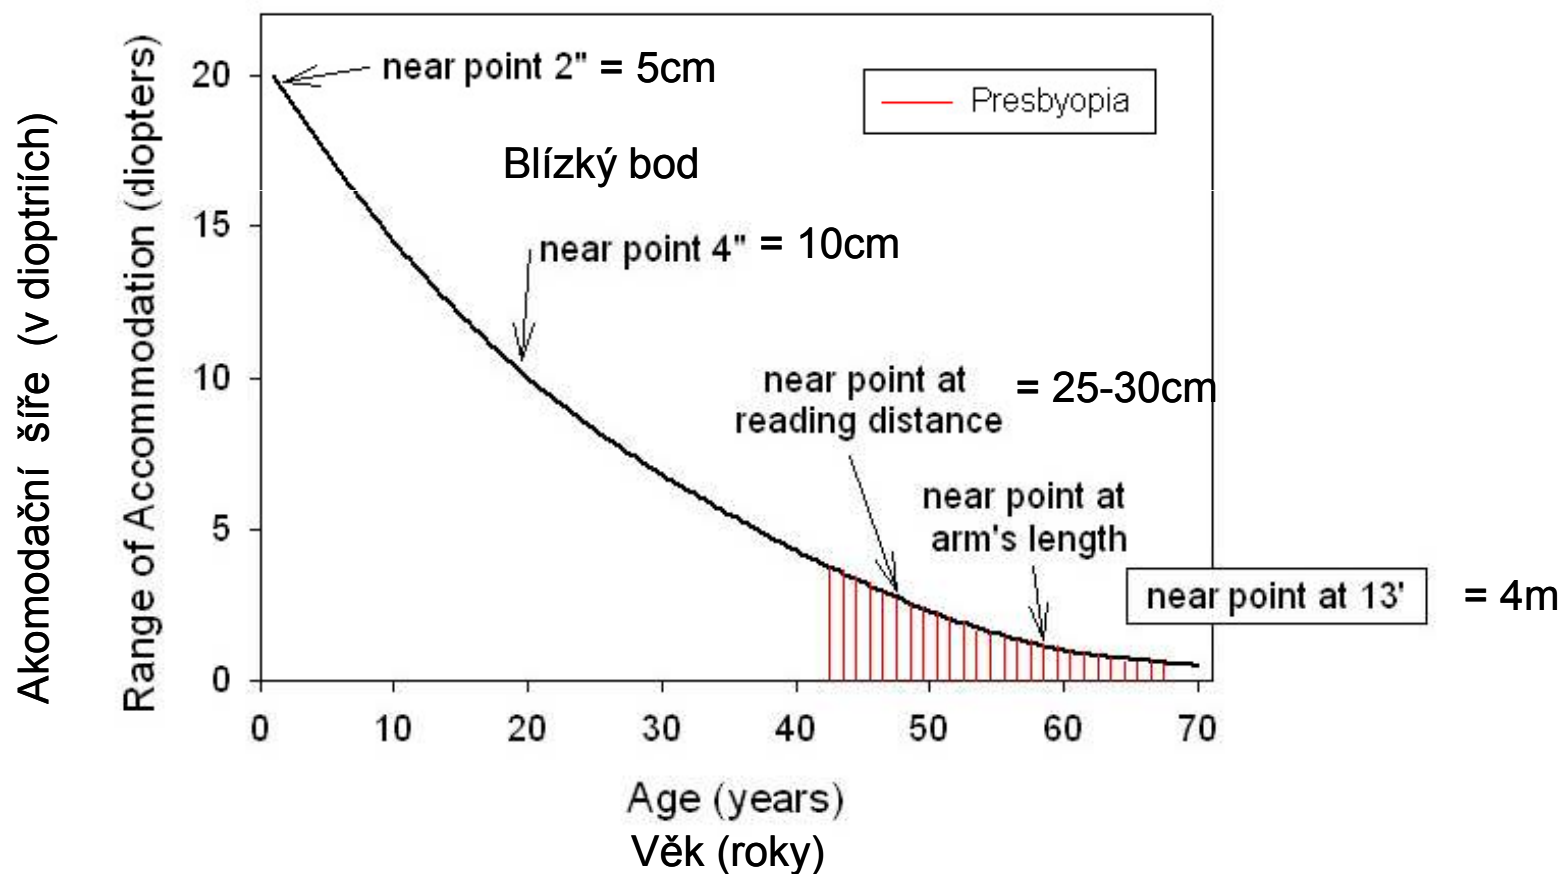 near point 2" = 5cm
Presbyopia
Blízký bod
near point 4" = 10cm
near point at
reading distance
= 25-30cm
near point at
arm's length
near point at 13' = 4m
Akomodační šíře (v dioptriích)
Range of Accommodation (diopters)
20
15
10
5
0
0 10 20 30 40 50 60 70
Age (years)
Věk (roky)